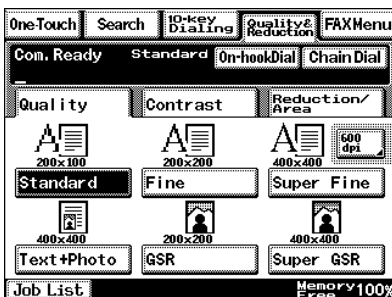 One-Touch Search 10-key Dialing Quality& Reduction FAXMenu
Com. Ready Standard On-hookDial Chain Dial
Quality Contrast Reduction/ Area
A A A 600 dpi
200x100 200x200 400x400
Standard Fine Super Fine
400x400 200x200 400x400
Text+Photo GSR Super GSR
Job List Memory Free 100%